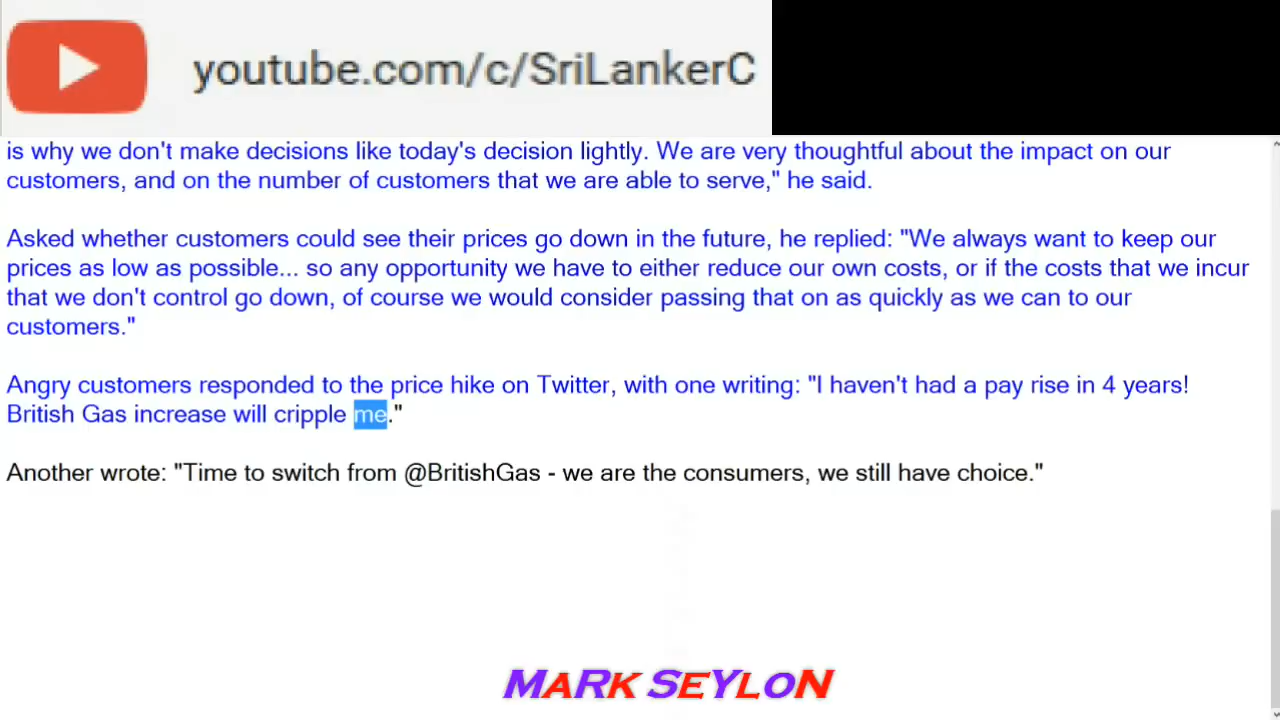 youtube.com/c/SriLankerC
is why we don't make decisions like today's decision lightly. We are very thoughtful about the impact on our
customers, and on the number of customers that we are able to serve," he said.
Asked whether customers could see their prices go down in the future, he replied: "We always want to keep our
prices as low as possible... so any opportunity we have to either reduce our own costs, or if the costs that we incur
that we don't control go down, of course we would consider passing that on as quickly as we can to our
customers."
Angry customers responded to the price hike on Twitter, with one writing: "I haven't had a pay rise in 4 years!
British Gas increase will cripple me."
Another wrote: "Time to switch from @BritishGas - we are the consumers, we still have choice."
MARK SEYLON